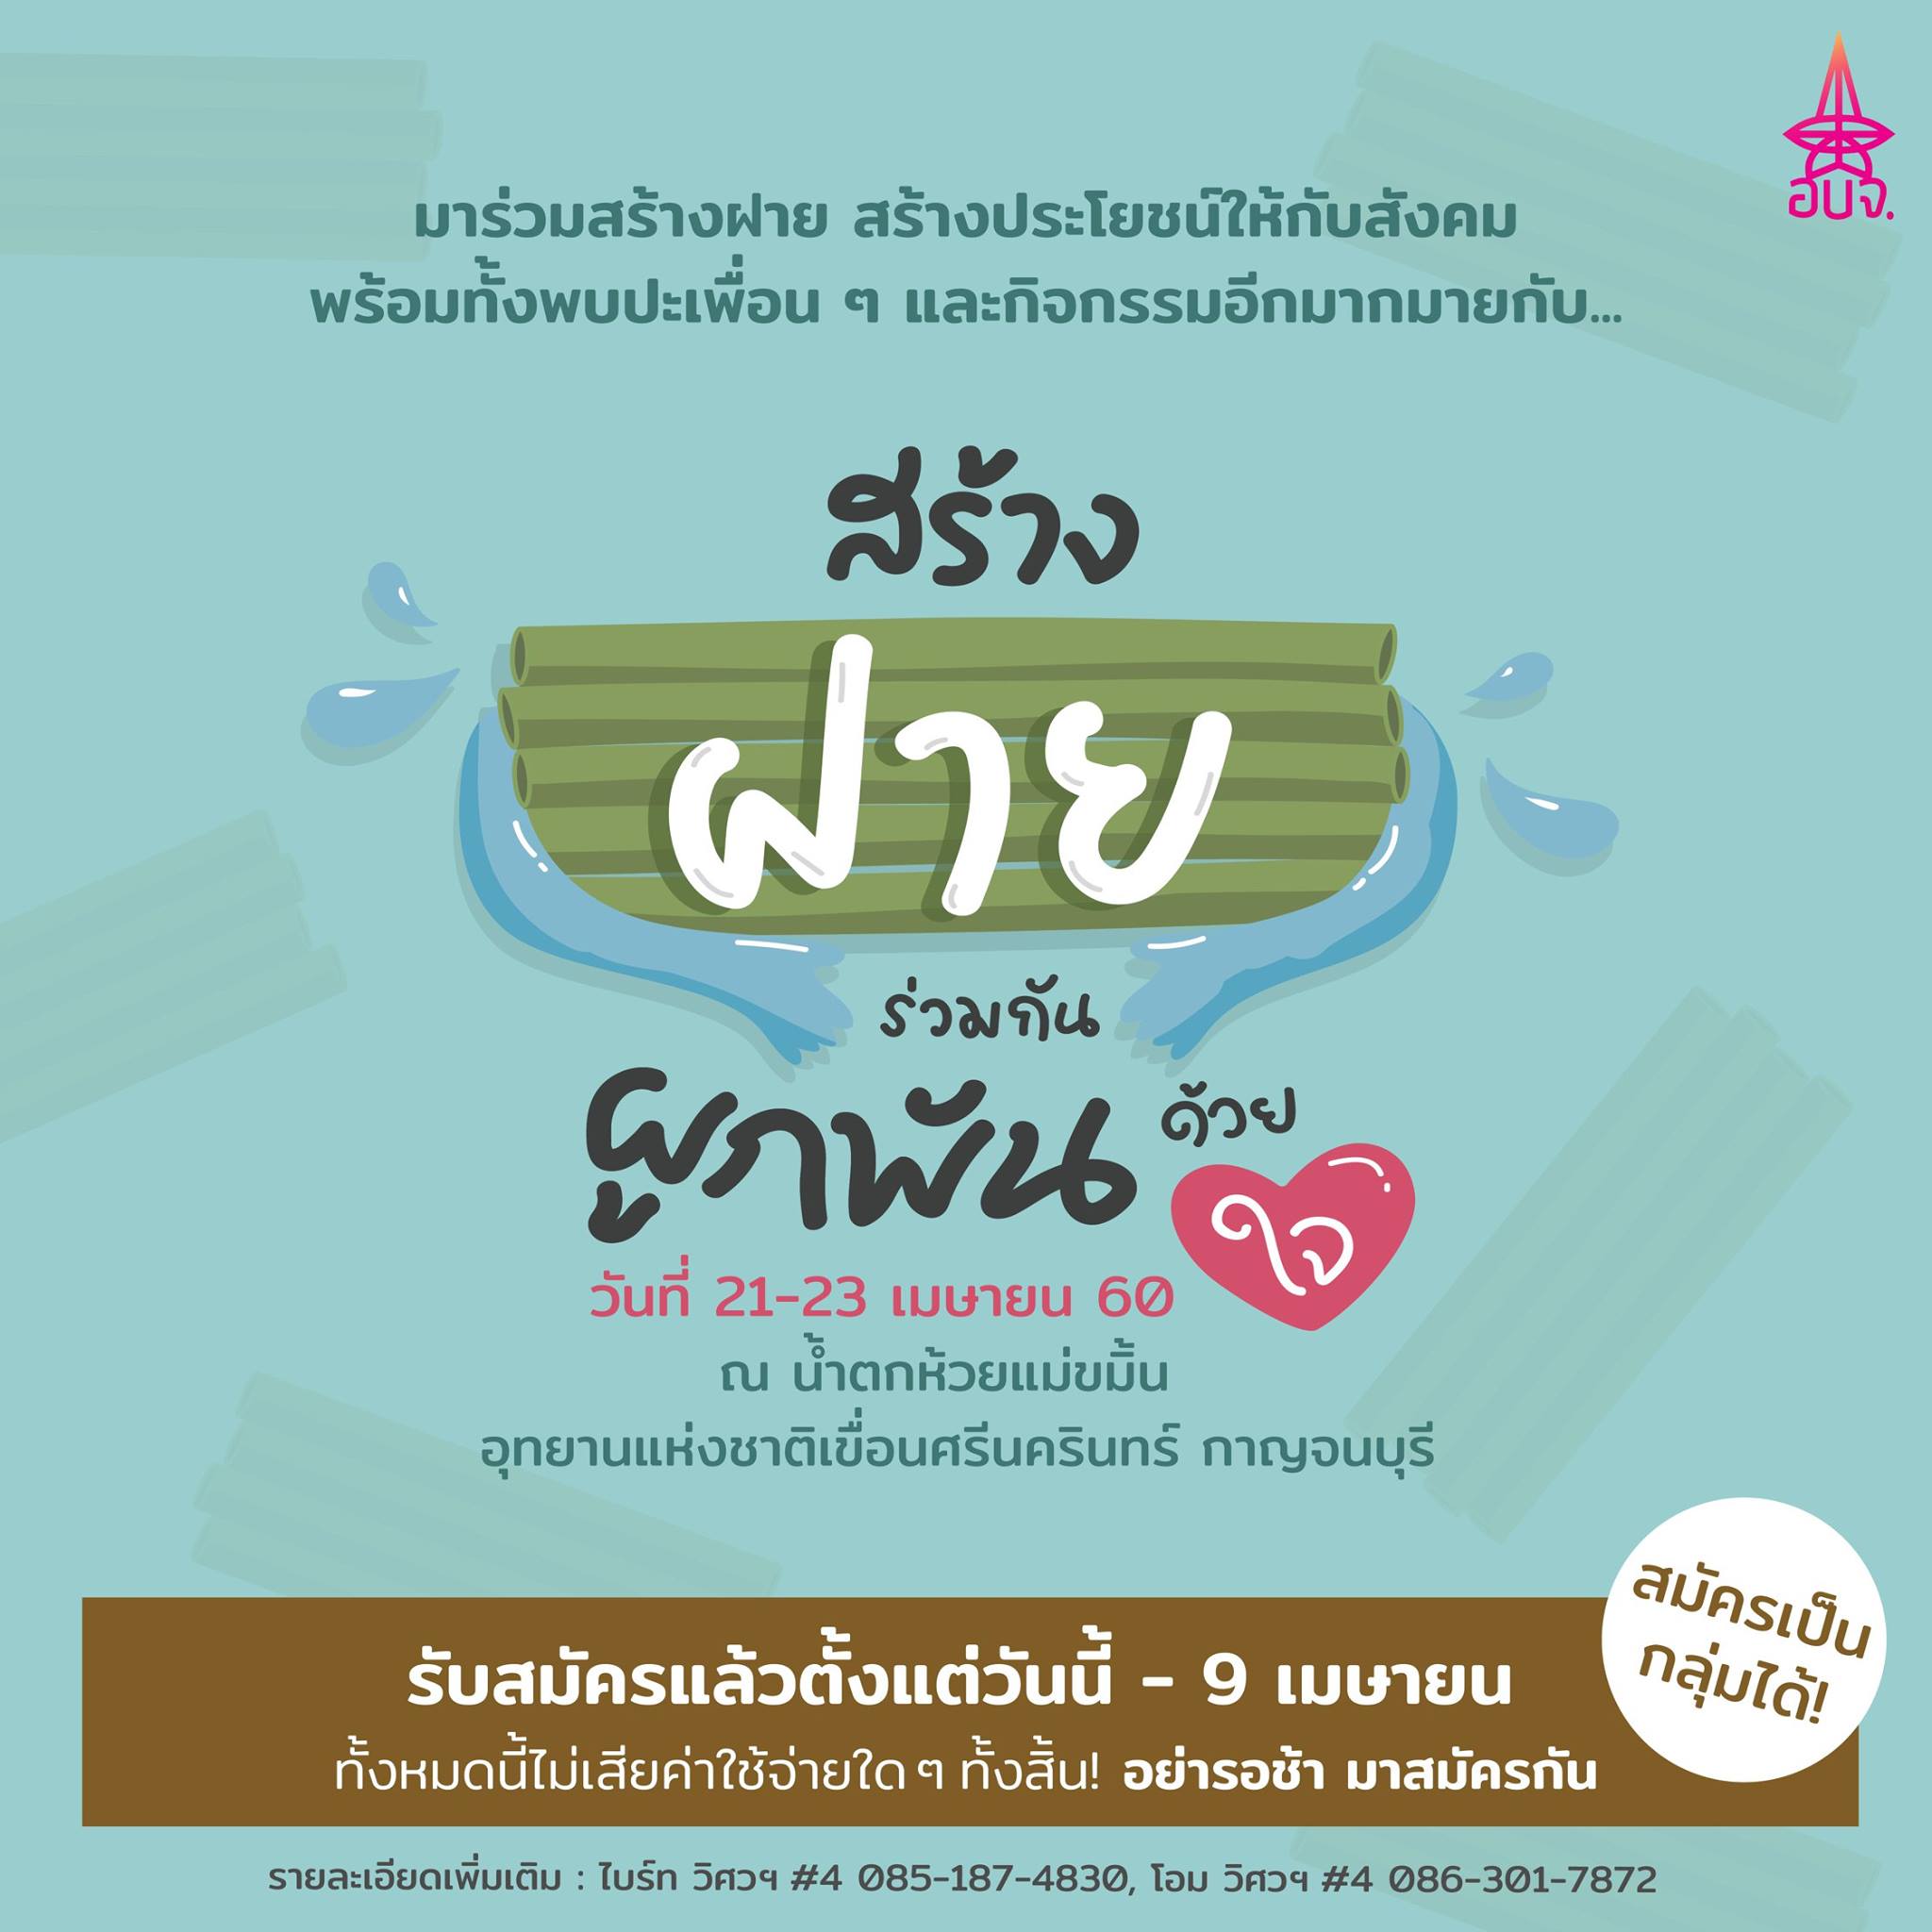 อบจ.
มาร่วมสร้างฝาย สร้างประโยชน์ให้กับสังคม
พร้อมทั้งพบปะเพื่อน ๆ และกิจกรรมอีกมากมายกับ...
สร้าง
ฝาย
ร่วมกัน
ผูกพัน ด้วย
ใจ
วันที่ 21-23 เมษายน 60
ณ น้ำตกห้วยแม่ขมิ้น
อุทยานแห่งชาติเขื่อนศรีนครินทร์ กาญจนบุรี
สมัครเป็น
กลุ่มได้!
รับสมัครแล้วตั้งแต่วันนี้ - 9 เมษายน
ทั้งหมดนี้ไม่เสียค่าใช้จ่ายใด ๆ ทั้งสิ้น! อย่ารอช้า มาสมัครกัน
รายละเอียดเพิ่มเติม : ไบร์ท วิศวฯ #4 085-187-4830, โอม วิศวฯ #4 086-301-7872